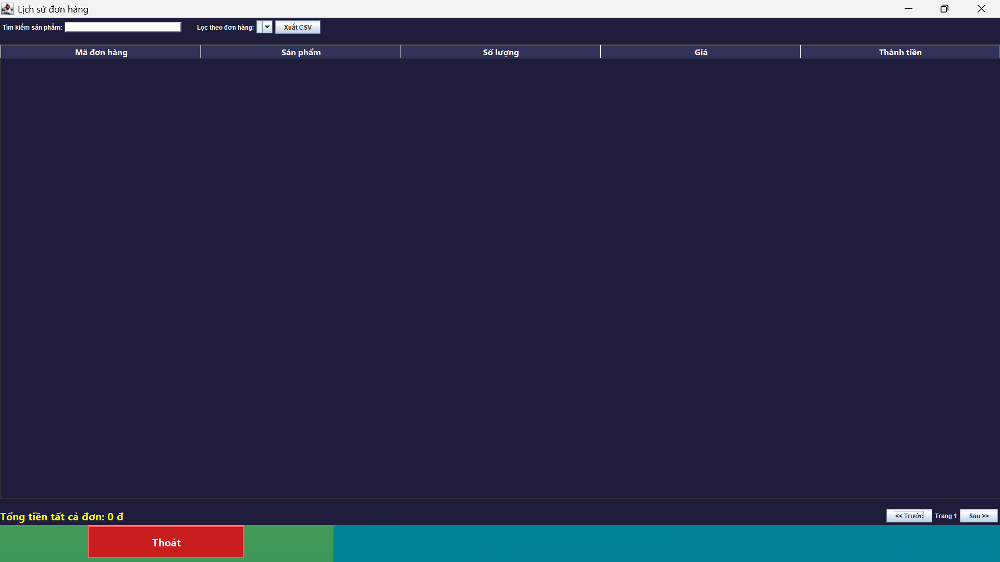 Lịch sử đơn hàng
Tìm kiếm sản phẩm: Lọc theo đơn hàng: Xuất CSV
Mã đơn hàng Sản phẩm Số lượng Giá Thành tiền
Tổng tiền tất cả đơn: 0 đ << Trước Trang 1 Sau >>
Thoát